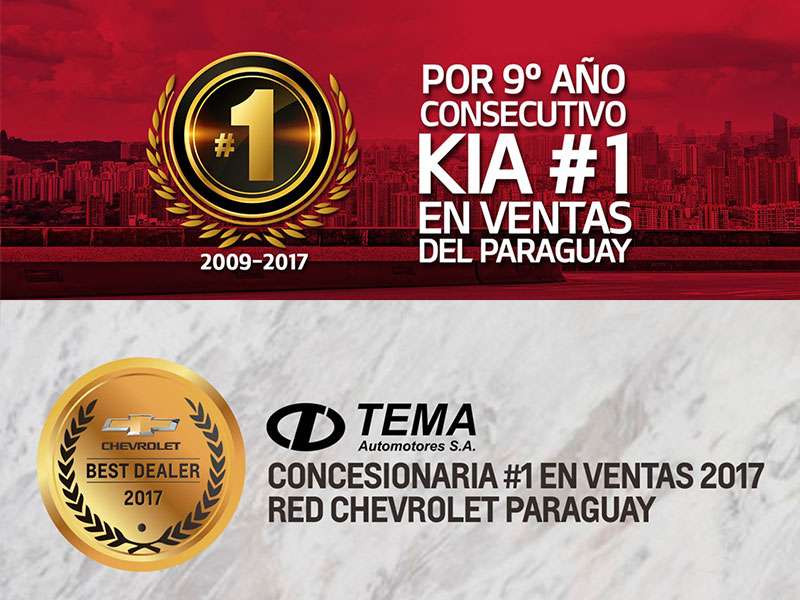 #1
2009-2017
POR 9º AÑO
CONSECUTIVO
KIA #1
EN VENTAS
DEL PARAGUAY
CHEVROLET
BEST DEALER
2017
TEMA
Automotores S.A.
CONCESIONARIA #1 EN VENTAS 2017
RED CHEVROLET PARAGUAY